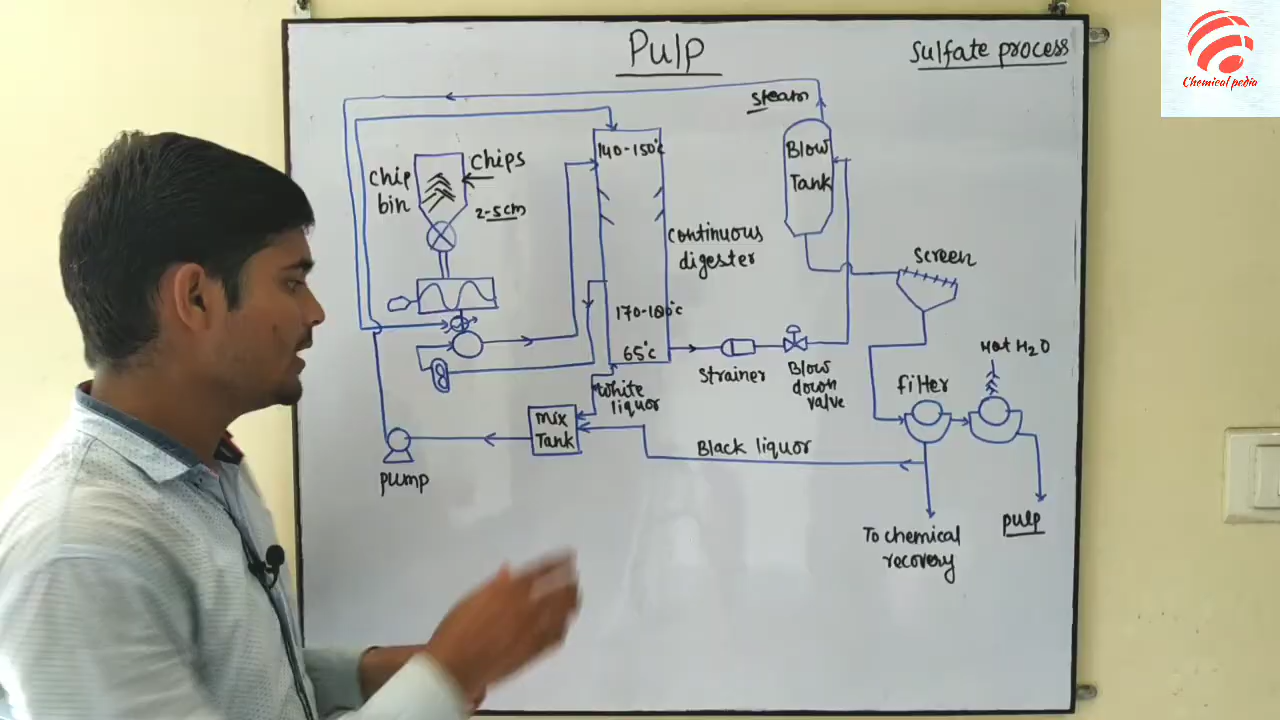 Pulp
Sulfate process
Chemical pedia
steam
140-150°c
Blow
Tank
chips
chip
bin
2-5cm
continuous
digester
screen
170-180°c
65°c
strainer
Blow
down
valve
Hot H2O
filter
white
liquor
Mix
Tank
Black liquor
pump
To chemical
recovery
pulp